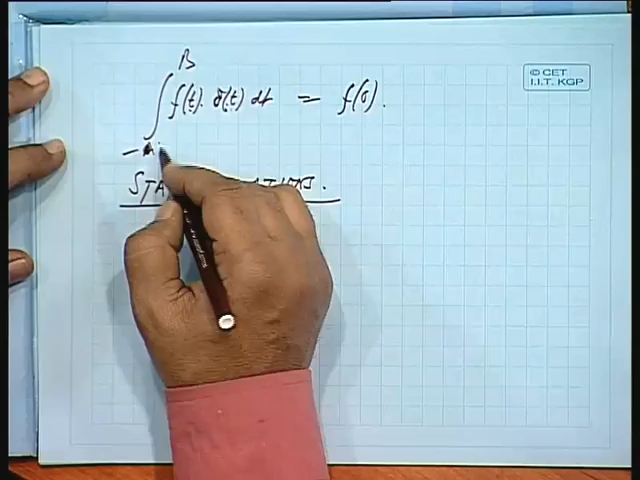 B
∫ f(t). δ(t) dt = f(0).
-A
© CET
I.I.T. KGP